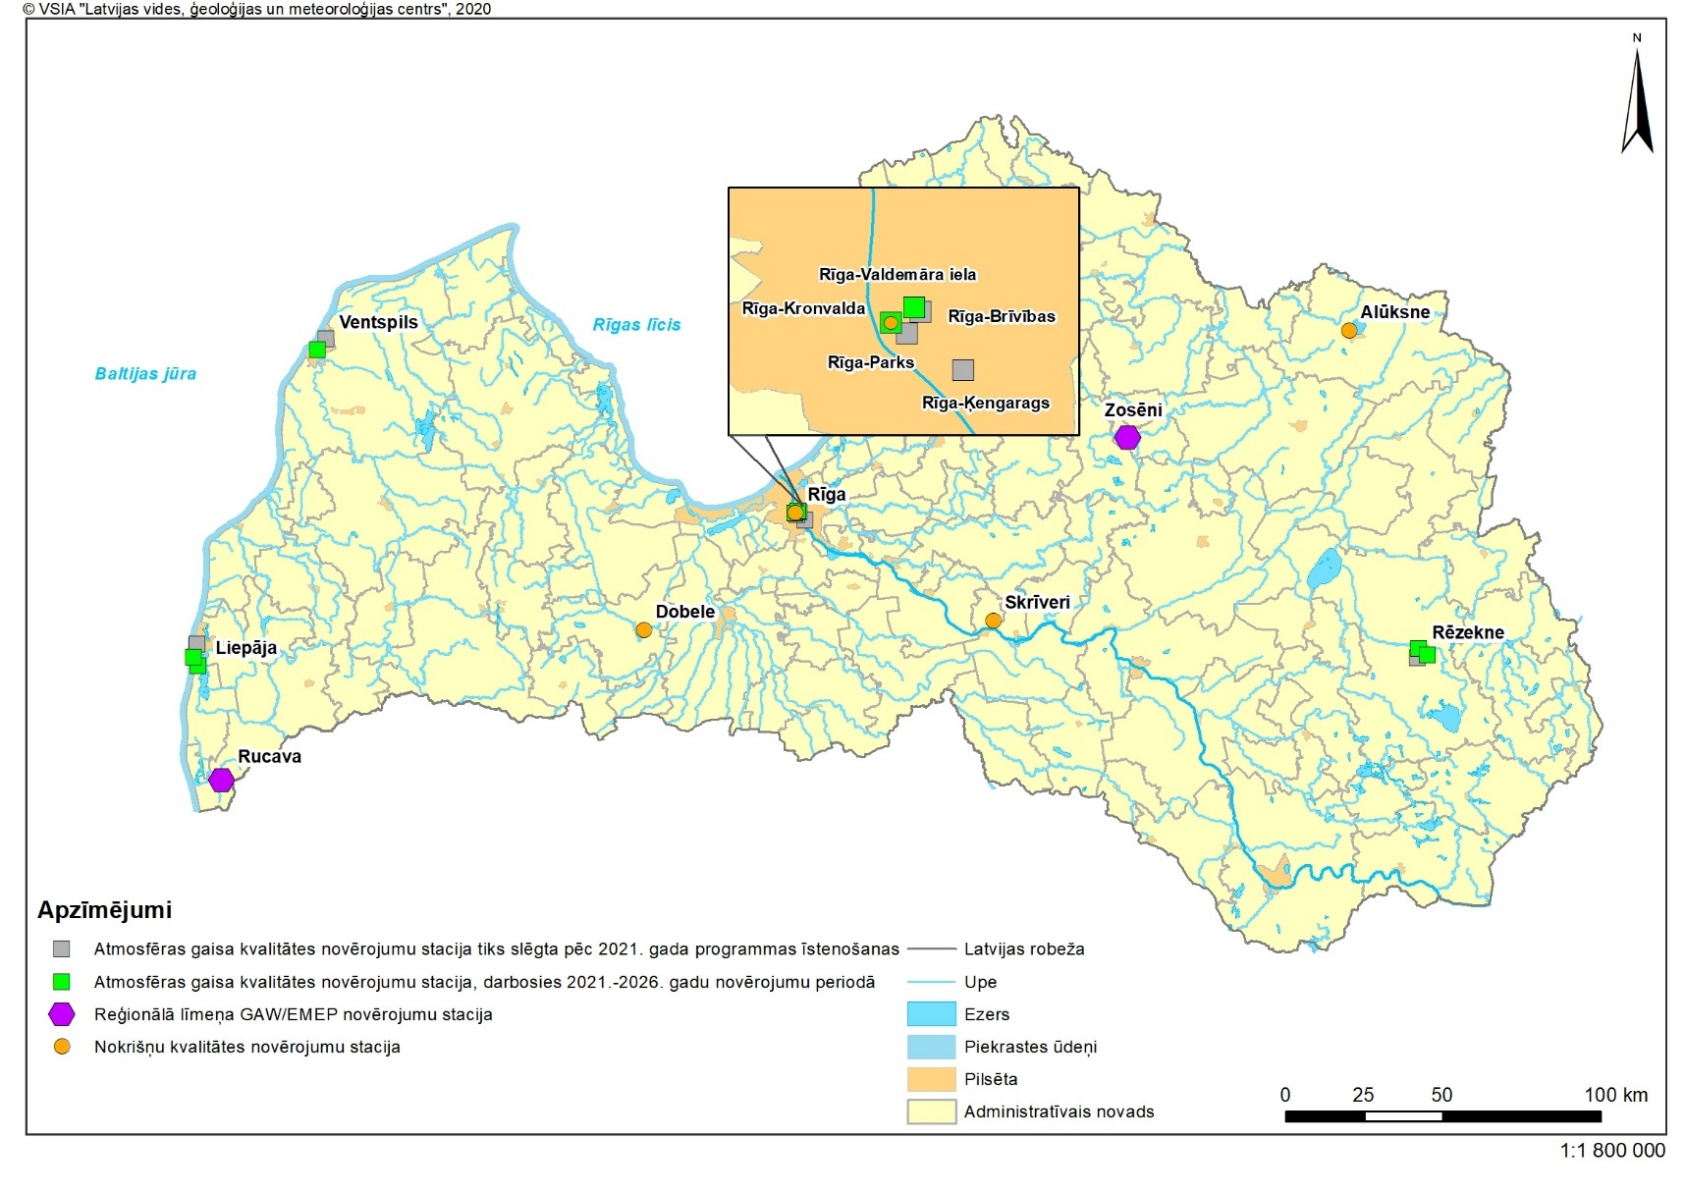 © VSIA "Latvijas vides, ģeoloģijas un meteoroloģijas centrs", 2020
N
Rīga-Valdemāra iela
Rīga-Kronvalda
Rīga-Brīvības
Rīga-Parks
Rīga-Ķengarags
Ventspils
Rīgas līcis
Baltijas jūra
Alūksne
Zosēni
Rīga
Dobele
Skrīveri
Rēzekne
Liepāja
Rucava
Apzīmējumi
Atmosfēras gaisa kvalitātes novērojumu stacija tiks slēgta pēc 2021. gada programmas īstenošanas
Atmosfēras gaisa kvalitātes novērojumu stacija, darbosies 2021.-2026. gadu novērojumu periodā
Reģionālā līmeņa GAW/EMEP novērojumu stacija
Nokrišņu kvalitātes novērojumu stacija
Latvijas robeža
Upe
Ezers
Piekrastes ūdeņi
Pilsēta
Administratīvais novads
0 25 50 100 km
1:1 800 000